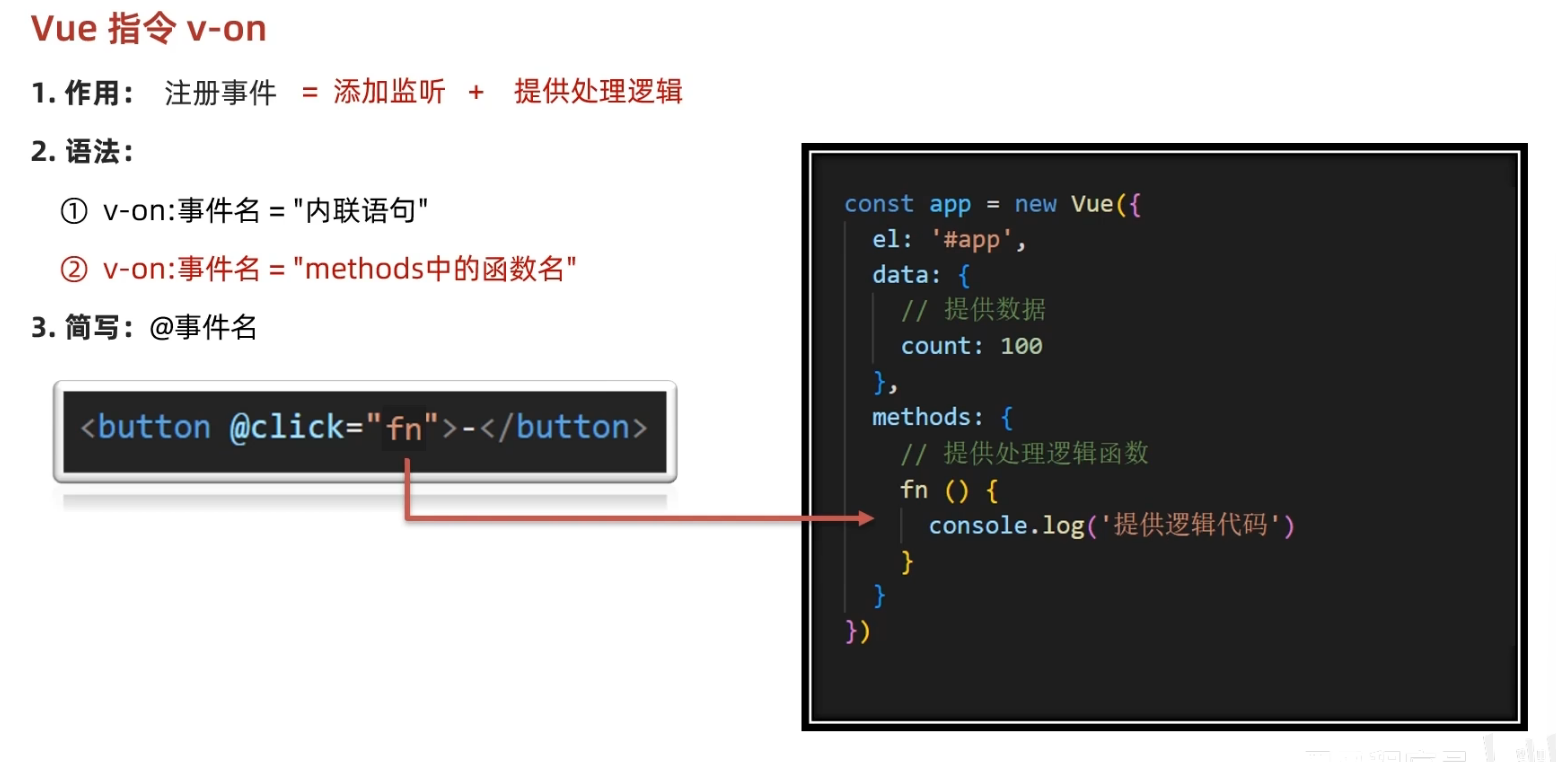 Vue 指令 v-on
1. 作用： 注册事件 = 添加监听 + 提供处理逻辑
2. 语法：
① v-on:事件名 = "内联语句"
② v-on:事件名 = "methods中的函数名"
3. 简写：@事件名
<button @click="fn">-</button>
const app = new Vue({
el: '#app',
data: {
// 提供数据
count: 100
},
methods: {
// 提供处理逻辑函数
fn () {
console.log('提供逻辑代码')
}
}
})